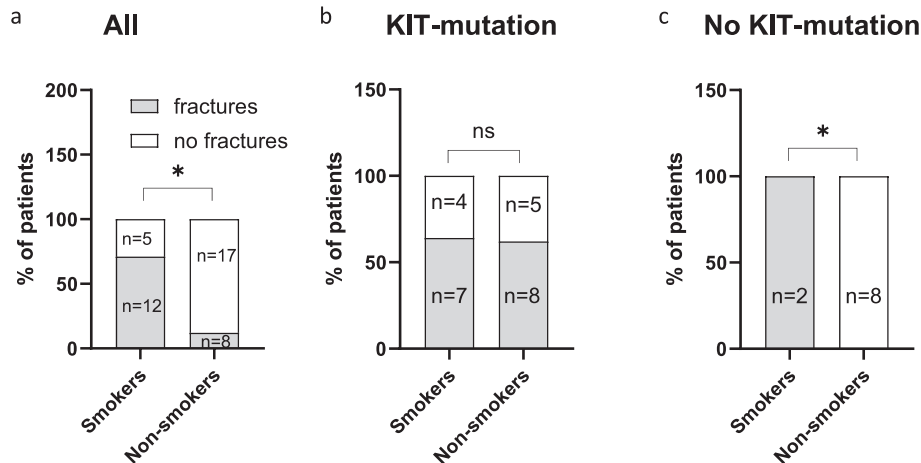 a All
b KIT-mutation
c No KIT-mutation
% of patients
200
150
100
50
0
fractures
no fractures
*
n=5
n=17
n=12
n=8
Smokers
Non-smokers
% of patients
150
100
50
0
ns
n=4
n=5
n=7
n=8
Smokers
Non-smokers
% of patients
150
100
50
0
*
n=2
n=8
Smokers
Non-smokers